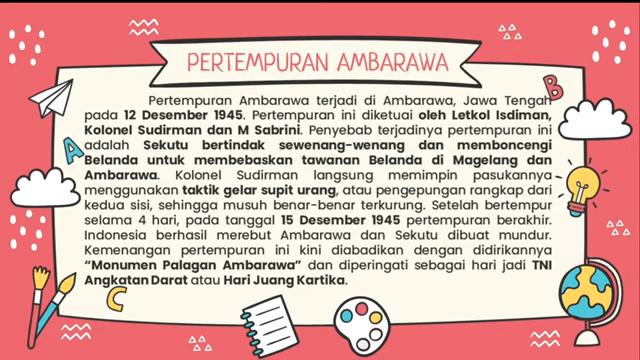 PERTEMPURAN AMBARAWA
Pertempuran Ambarawa terjadi di Ambarawa, Jawa Tengah
pada 12 Desember 1945. Pertempuran ini diketuai oleh Letkol Isdiman,
Kolonel Sudirman dan M Sabrini. Penyebab terjadinya pertempuran ini
adalah Sekutu bertindak sewenang-wenang dan memboncengi
Belanda untuk membebaskan tawanan Belanda di Magelang dan
Ambarawa. Kolonel Sudirman langsung memimpin pasukannya
menggunakan taktik gelar supit urang, atau pengepungan rangkap dari
kedua sisi, sehingga musuh benar-benar terkurung. Setelah bertempur
selama 4 hari, pada tanggal 15 Desember 1945 pertempuran berakhir.
Indonesia berhasil merebut Ambarawa dan Sekutu dibuat mundur.
Kemenangan pertempuran ini kini diabadikan dengan didirikannya
“Monumen Palagan Ambarawa” dan diperingati sebagai hari jadi TNI
Angkatan Darat atau Hari Juang Kartika.
A
B
C